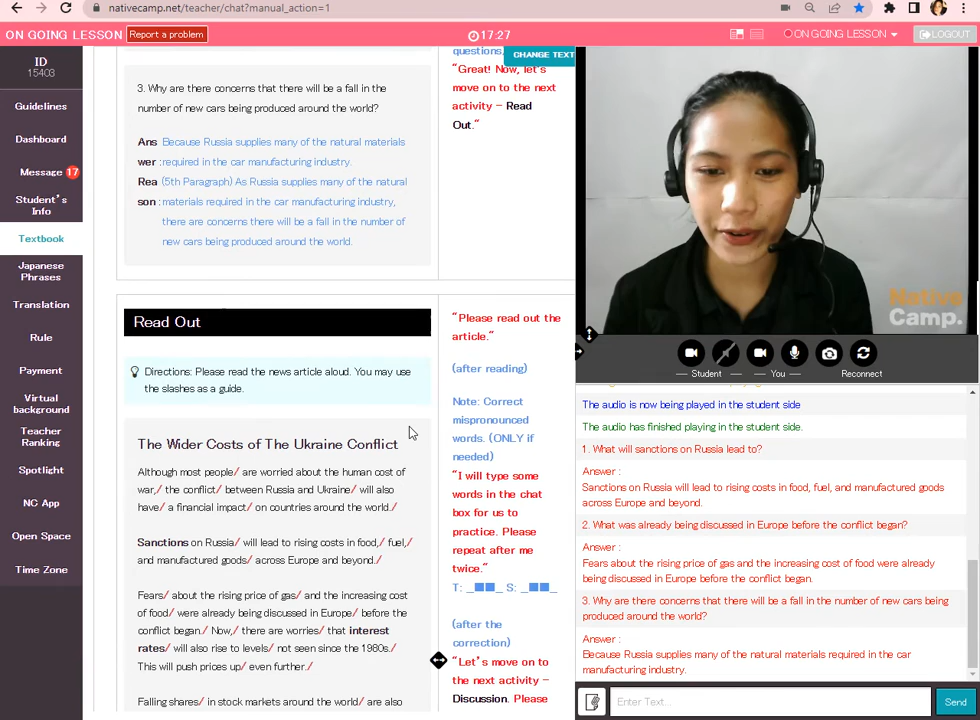 nativecamp.net/teacher/chat?manual_action=1
ON GOING LESSON
Report a problem
17:27
ON GOING LESSON
LOGOUT
ID
15403
Guidelines
Dashboard
Message 17
Student's
Info
Textbook
Japanese
Phrases
Translation
Rule
Payment
Virtual
background
Teacher
Ranking
Spotlight
NC App
Open Space
Time Zone
3. Why are there concerns that there will be a fall in the
number of new cars being produced around the world?
Ans Because Russia supplies many of the natural materials
wer :required in the car manufacturing industry.
Rea (5th Paragraph) As Russia supplies many of the natural
son : materials required in the car manufacturing industry,
there are concerns there will be a fall in the number of
new cars being produced around the world.
questions.
CHANGE TEXT
"Great! Now, let's
move on to the next
activity - Read
Out."
Read Out
Directions: Please read the news article aloud. You may use
the slashes as a guide.
The Wider Costs of The Ukraine Conflict
Although most people/ are worried about the human cost of
war,/ the conflict/ between Russia and Ukraine/ will also
have/ a financial impact/ on countries around the world./
Sanctions on Russia/ will lead to rising costs in food,/ fuel,/
and manufactured goods/ across Europe and beyond./
Fears/ about the rising price of gas/ and the increasing cost
of food/ were already being discussed in Europe/ before the
conflict began./ Now,/ there are worries/ that interest
rates/ will also rise to levels/ not seen since the 1980s./
This will push prices up/ even further./
Falling shares/ in stock markets around the world/ are also
"Please read out the
article."
(after reading)
Note: Correct
mispronounced
words. (ONLY if
needed)
"I will type some
words in the chat
box for us to
practice. Please
repeat after me
twice."
T: _■■_ S: _■■_
(after the
correction)
"Let's move on to
the next activity -
Discussion. Please
Native
Camp.
Student
You
Reconnect
The audio is now being played in the student side
The audio has finished playing in the student side.
1. What will sanctions on Russia lead to?
Answer :
Sanctions on Russia will lead to rising costs in food, fuel, and manufactured goods
across Europe and beyond.
2. What was already being discussed in Europe before the conflict began?
Answer :
Fears about the rising price of gas and the increasing cost of food were already
being discussed in Europe before the conflict began.
3. Why are there concerns that there will be a fall in the number of new cars being
produced around the world?
Answer :
Because Russia supplies many of the natural materials required in the car
manufacturing industry.
Enter Text...
Send